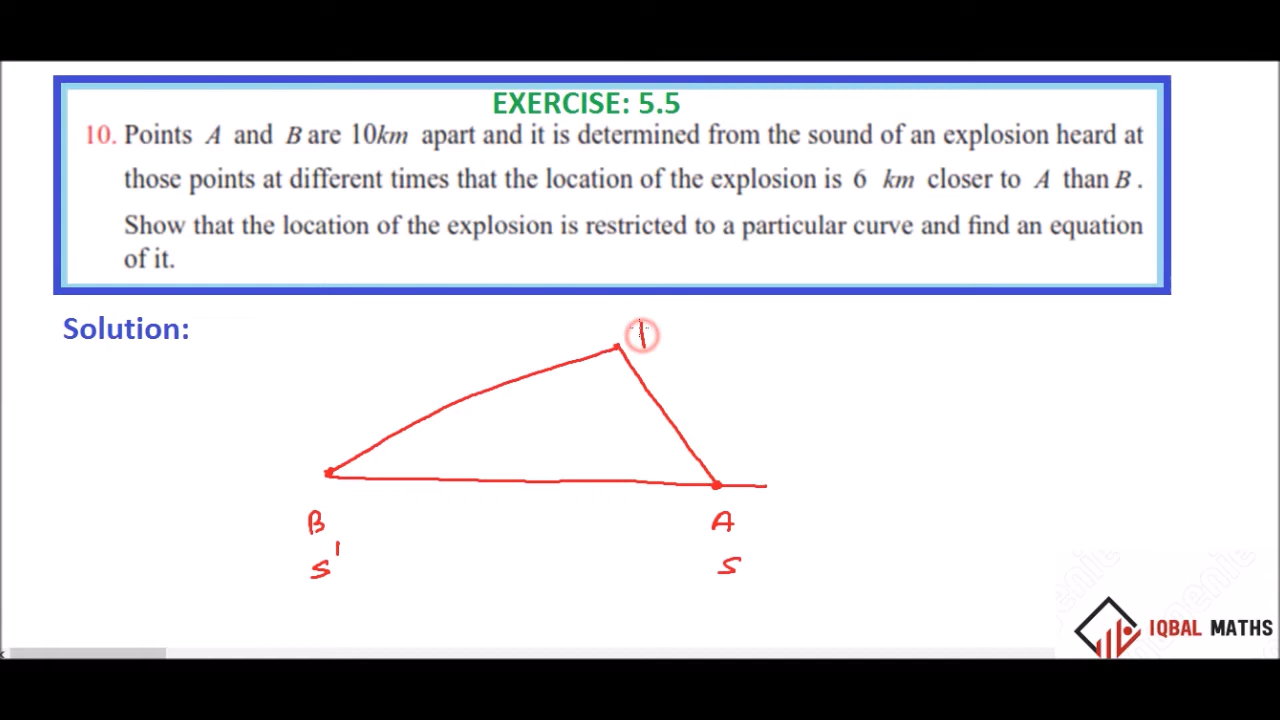 EXERCISE: 5.5
10. Points A and B are 10km apart and it is determined from the sound of an explosion heard at
those points at different times that the location of the explosion is 6 km closer to A than B .
Show that the location of the explosion is restricted to a particular curve and find an equation
of it.
Solution:
B
A
S'
S
IQBAL MATHS